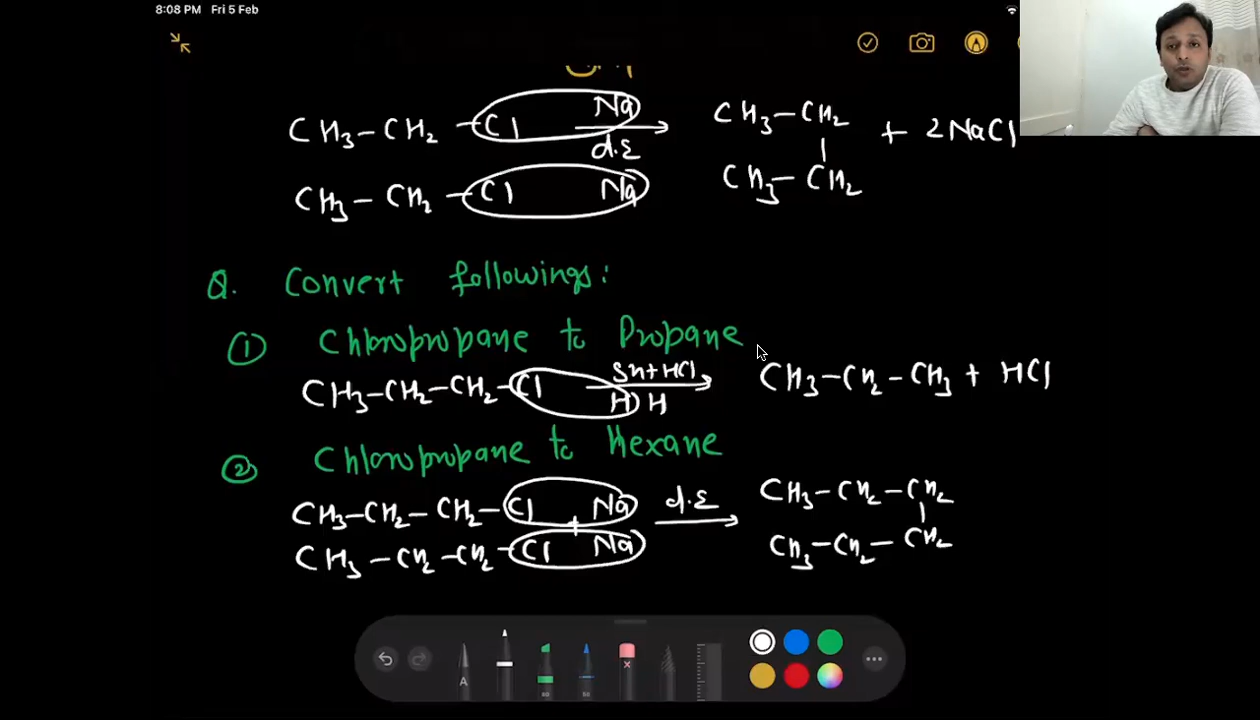 8:08 PM Fri 5 Feb
CH3-CH2-Cl Na CH3-CH2 + 2NaCl
d.E |
CH3-CH2-Cl Na CH3-CH2
Q. Convert followings:
① Chloropropane to Propane
CH3-CH2-CH2-Cl Sn+HCl CH3-CH2-CH3 + HCl
H H
② Chloropropane to Hexane
CH3-CH2-CH2-Cl Na d.E CH3-CH2-CH2
+ |
CH3-CH2-CH2-Cl Na CH3-CH2-CH2
A